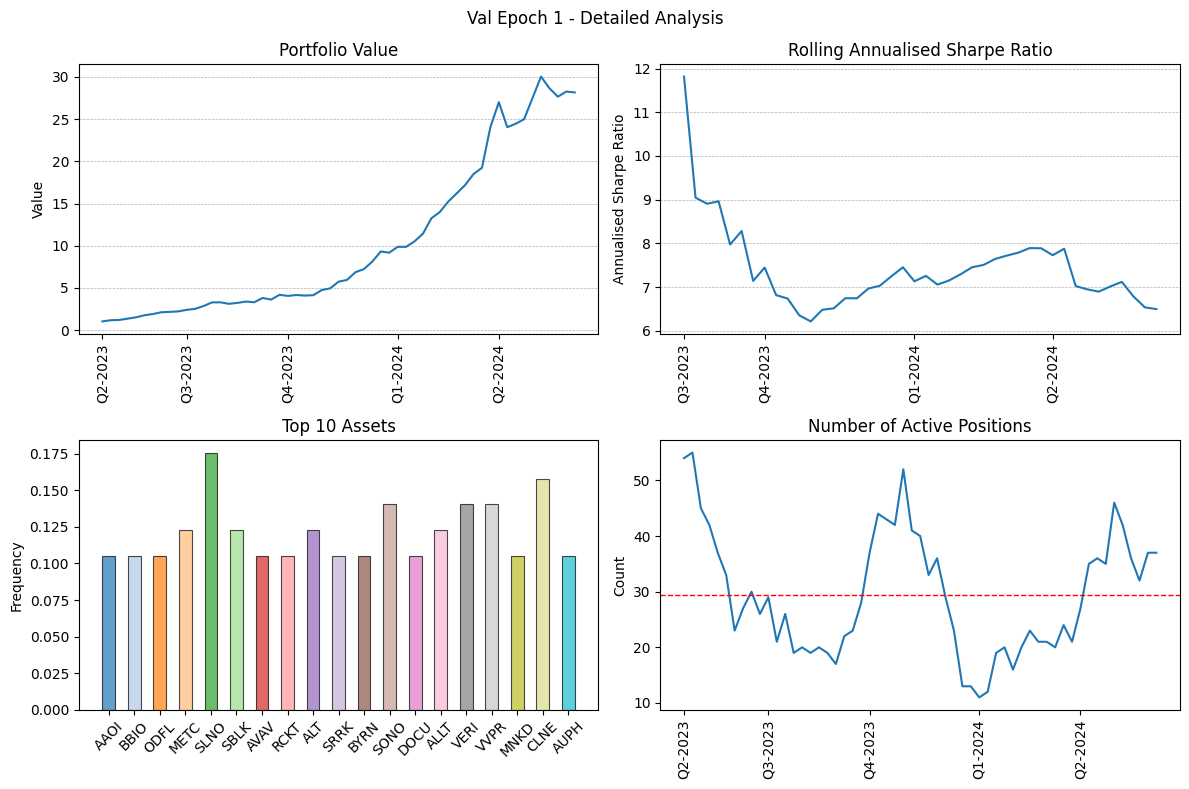 Val Epoch 1 - Detailed Analysis
Portfolio Value
Value
30
25
20
15
10
5
0
Q2-2023
Q3-2023
Q4-2023
Q1-2024
Q2-2024
Rolling Annualised Sharpe Ratio
Annualised Sharpe Ratio
12
11
10
9
8
7
6
Q3-2023
Q4-2023
Q1-2024
Q2-2024
Top 10 Assets
Frequency
0.175
0.150
0.125
0.100
0.075
0.050
0.025
0.000
AAOI
BBIO
ODFL
METC
SLNO
SBLK
AVAV
RCKT
ALT
SRRK
BYRN
SONO
DOCU
ALLT
VERI
VVPR
MNKD
CLNE
AUPH
Number of Active Positions
Count
50
40
30
20
10
Q2-2023
Q3-2023
Q4-2023
Q1-2024
Q2-2024